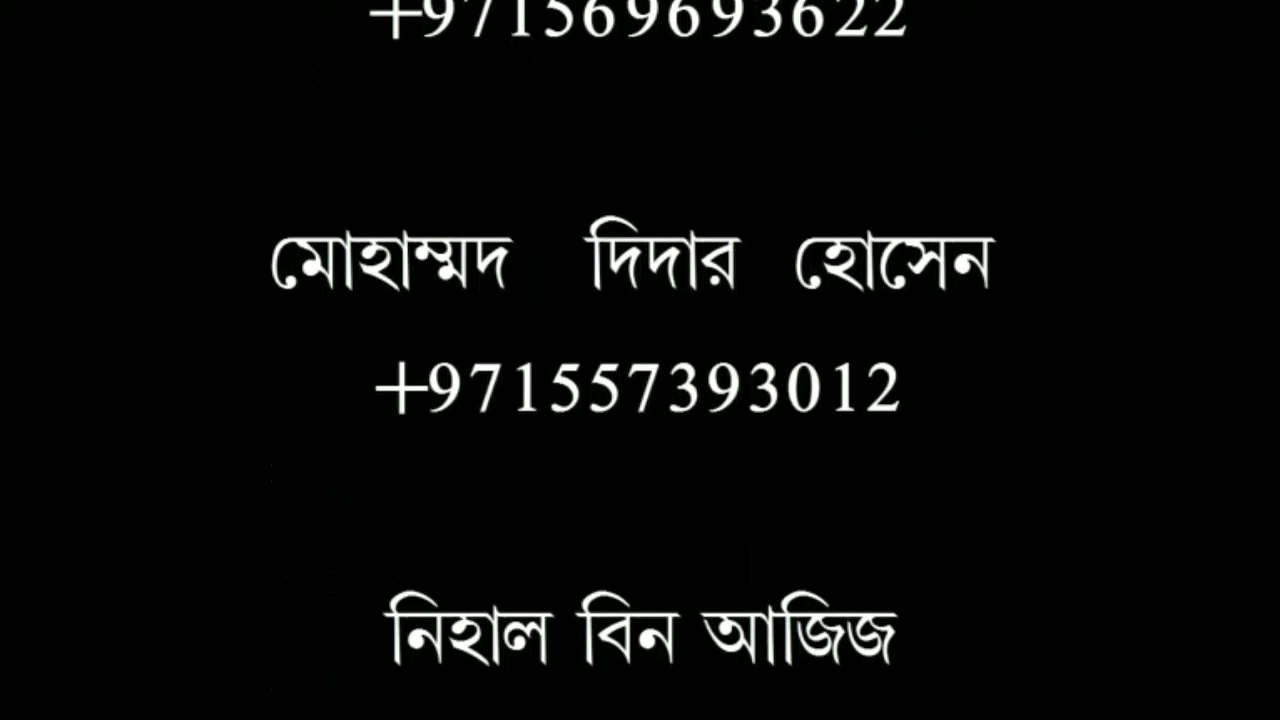 +971569693622
মোহাম্মদ দিদার হোসেন
+971557393012
নিহাল বিন আজিজ